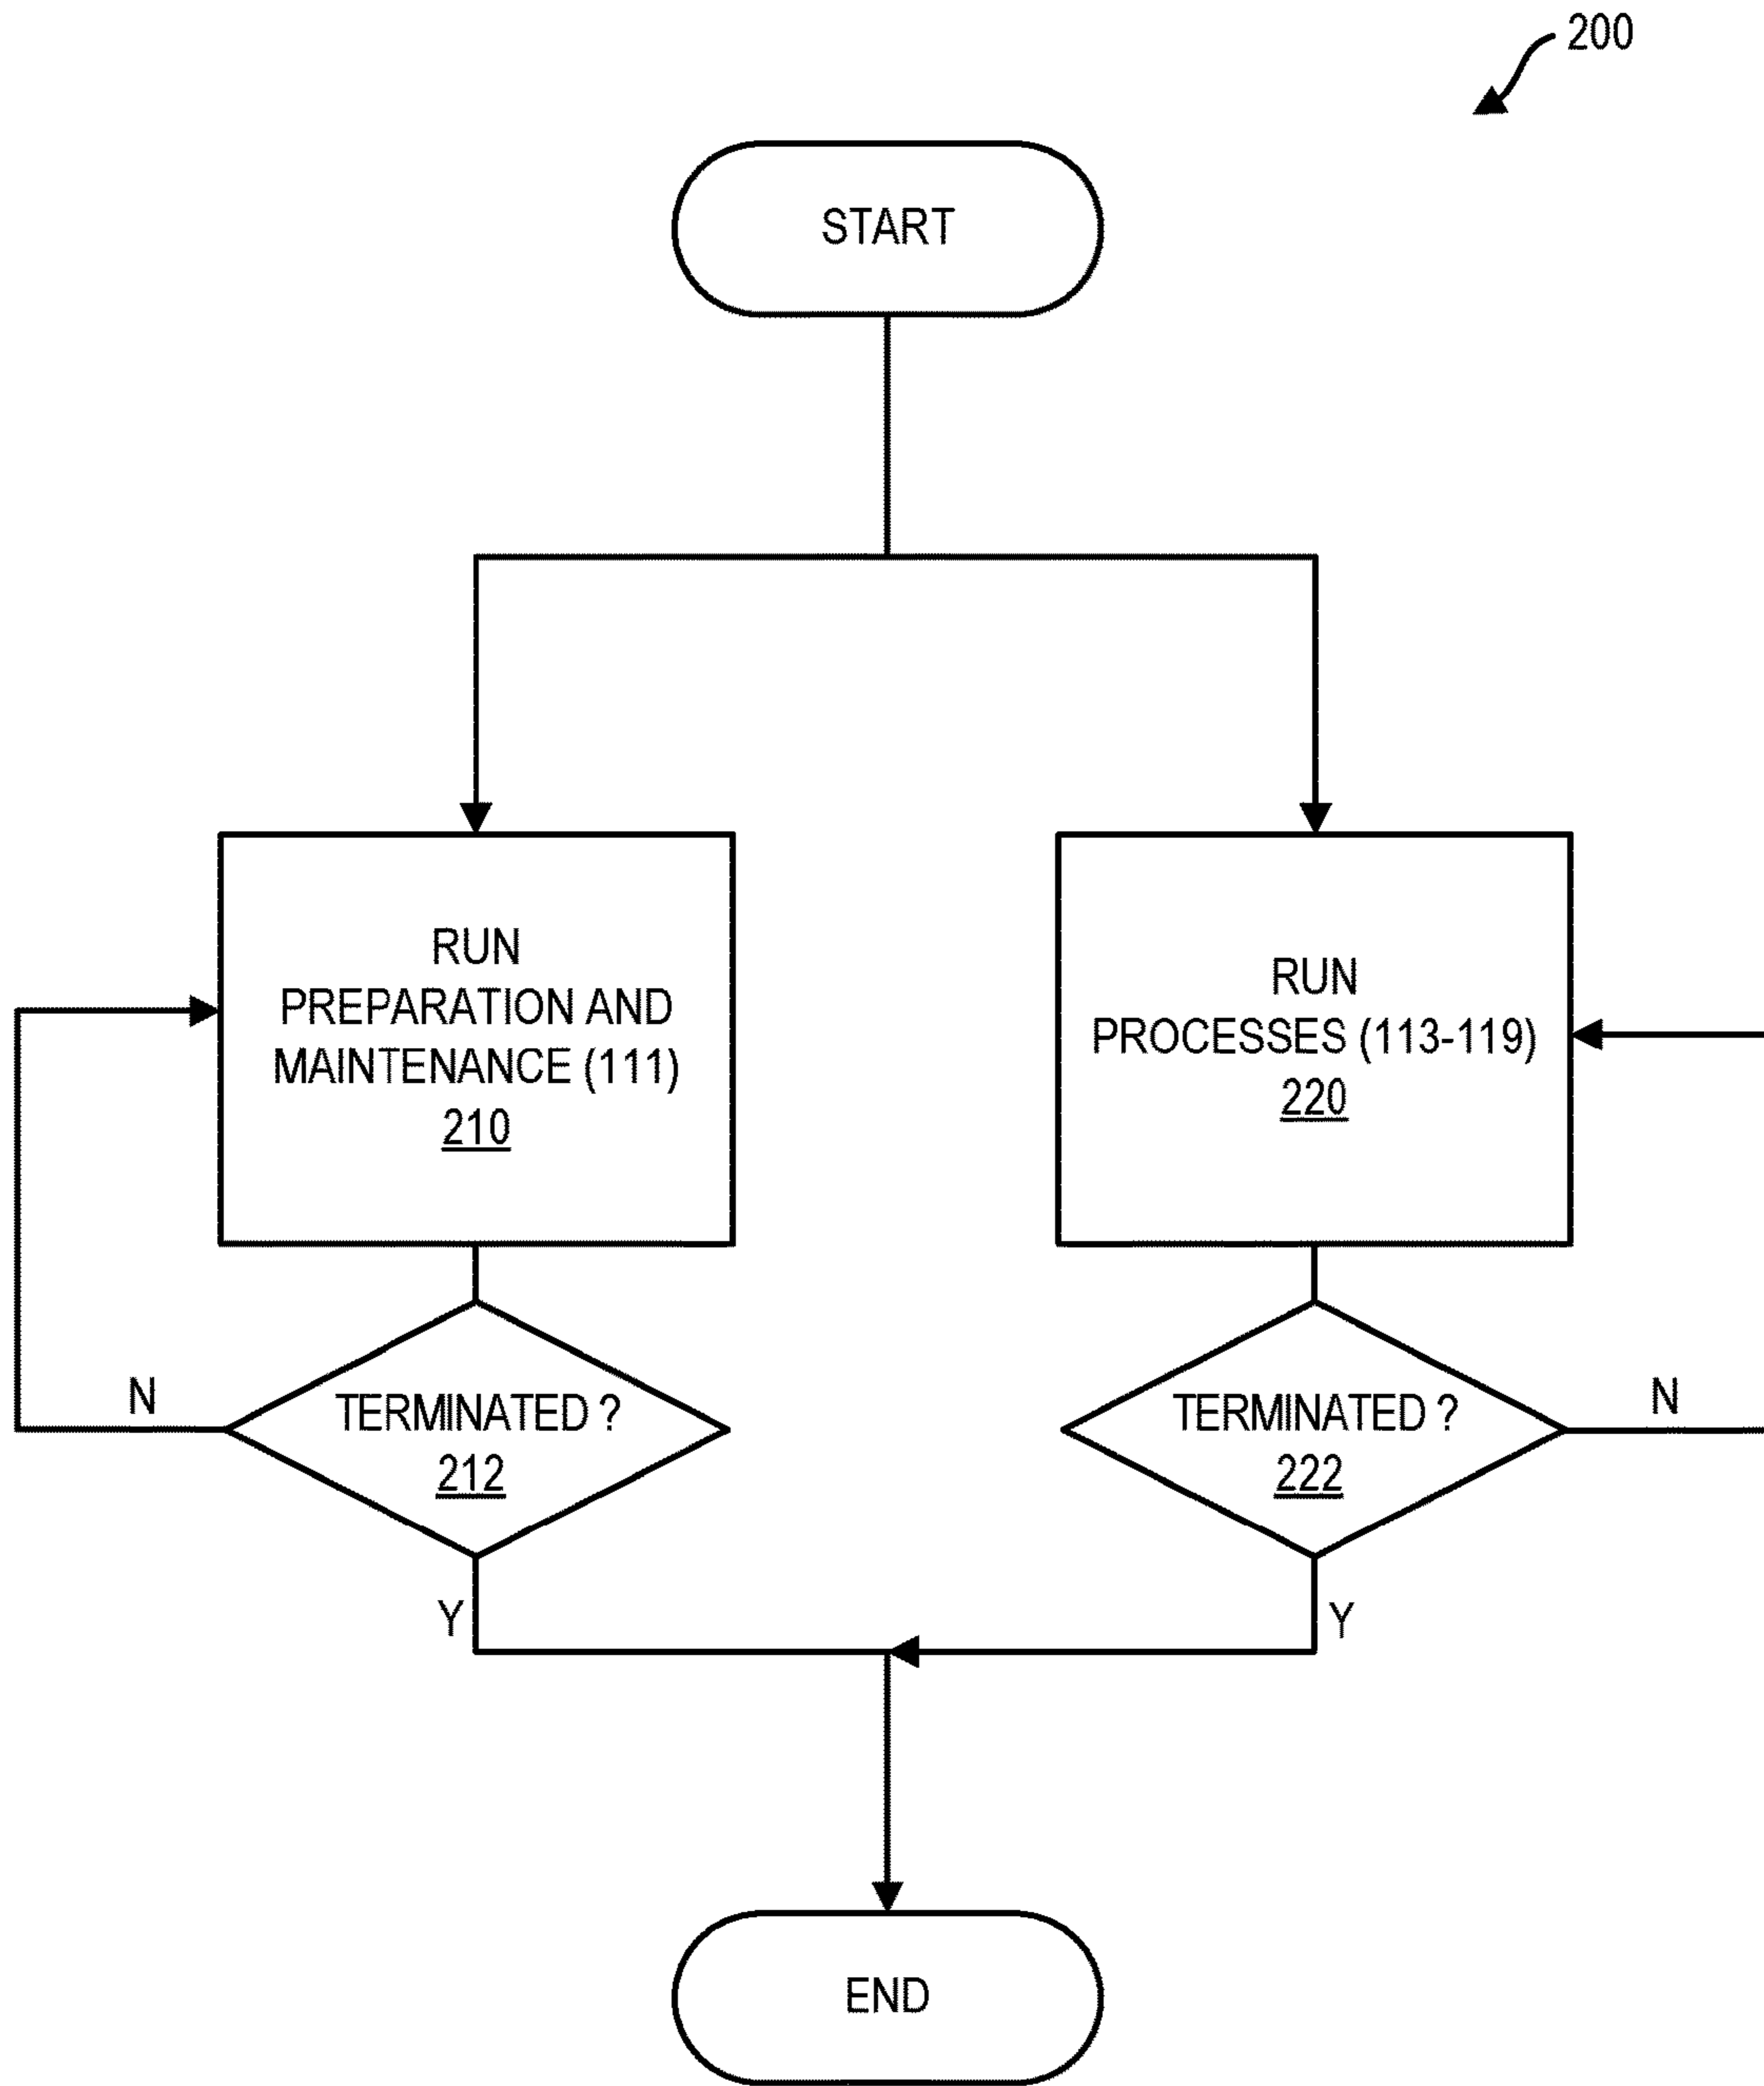 200
START
RUN
PREPARATION AND
MAINTENANCE (111)
210
RUN
PROCESSES (113-119)
220
N
TERMINATED ?
212
TERMINATED ?
222
N
Y
Y
END